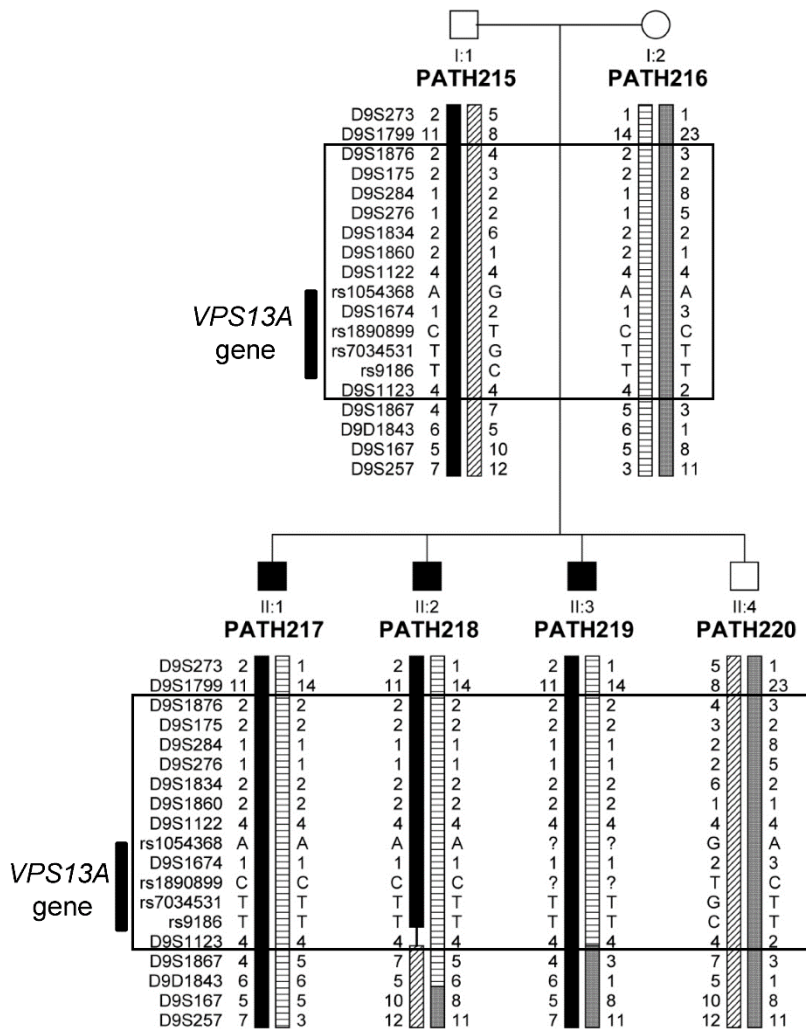 I:1 I:2
PATH215 PATH216
D9S273 2 5 1 1
D9S1799 11 8 14 23
D9S1876 2 4 2 3
D9S175 2 3 2 2
D9S284 1 2 1 8
D9S276 1 2 1 5
D9S1834 2 6 2 2
D9S1860 2 1 2 1
D9S1122 4 4 4 4
rs1054368 A G A A
D9S1674 1 2 1 3
rs1890899 C T C C
rs7034531 T G T T
rs9186 T C T T
D9S1123 4 4 4 2
D9S1867 4 7 5 3
D9D1843 6 5 6 1
D9S167 5 10 5 8
D9S257 7 12 3 11
VPS13A
gene
II:1 II:2 II:3 II:4
PATH217 PATH218 PATH219 PATH220
D9S273 2 1 2 1 2 1 5 1
D9S1799 11 14 11 14 11 14 8 23
D9S1876 2 2 2 2 2 2 4 3
D9S175 2 2 2 2 2 2 3 2
D9S284 1 1 1 1 1 1 2 8
D9S276 1 1 1 1 1 1 2 5
D9S1834 2 2 2 2 2 2 6 2
D9S1860 2 2 2 2 2 2 1 1
D9S1122 4 4 4 4 4 4 4 4
rs1054368 A A A A ? ? G A
D9S1674 1 1 1 1 1 1 2 3
rs1890899 C C C C ? ? T C
rs7034531 T T T T T T G T
rs9186 T T T T T T C T
D9S1123 4 4 4 4 4 4 4 2
D9S1867 4 5 7 5 4 3 7 3
D9D1843 6 6 5 6 6 1 5 1
D9S167 5 5 10 8 5 8 10 8
D9S257 7 3 12 11 7 11 12 11
VPS13A
gene